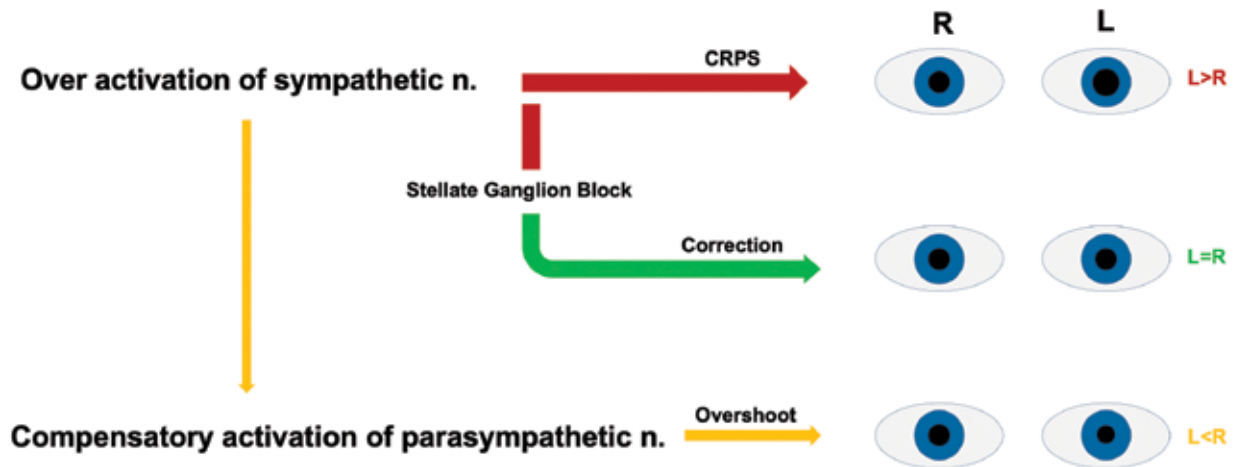 R L
CRPS
Over activation of sympathetic n.
L>R
Stellate Ganglion Block
Correction
L=R
Overshoot
Compensatory activation of parasympathetic n.
L<R